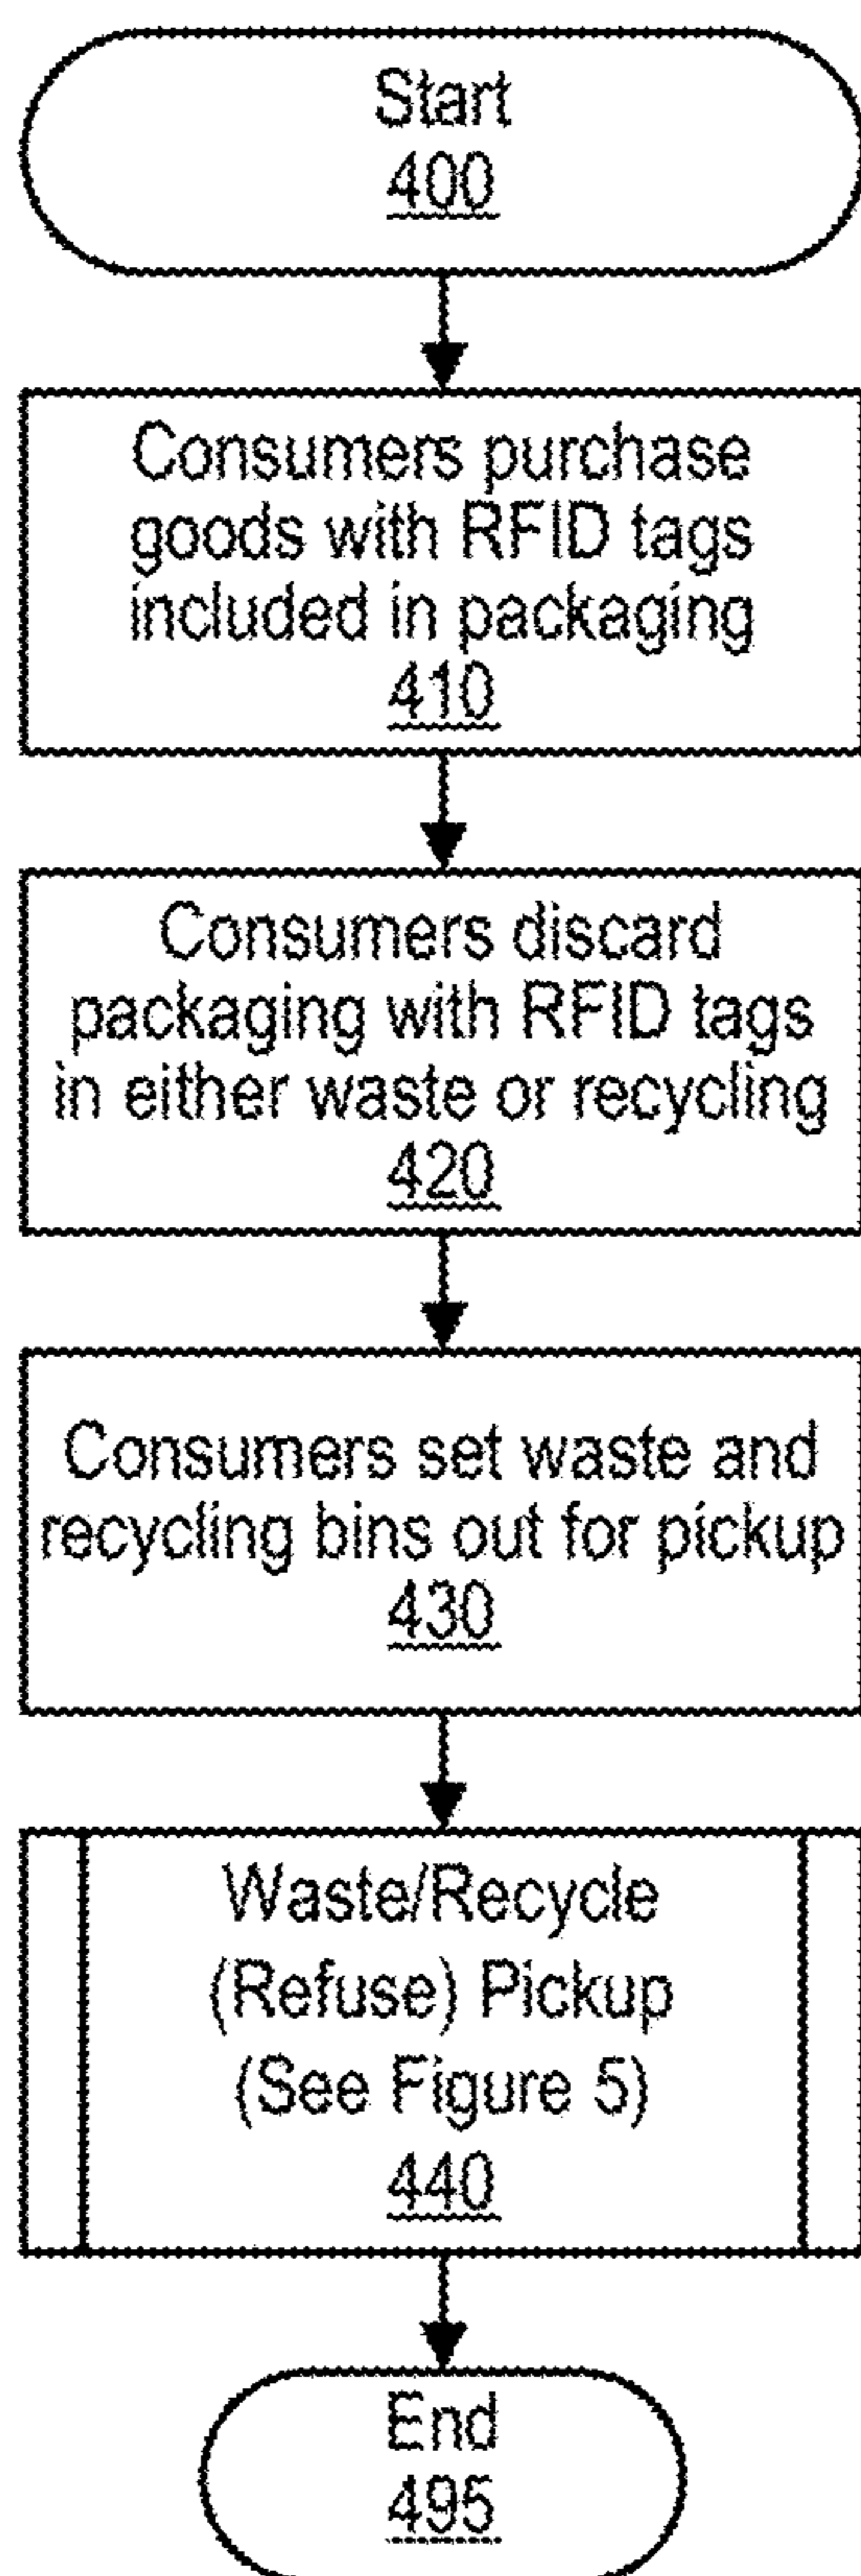 Start
400
Consumers purchase
goods with RFID tags
included in packaging
410
Consumers discard
packaging with RFID tags
in either waste or recycling
420
Consumers set waste and
recycling bins out for pickup
430
Waste/Recycle
(Refuse) Pickup
(See Figure 5)
440
End
495